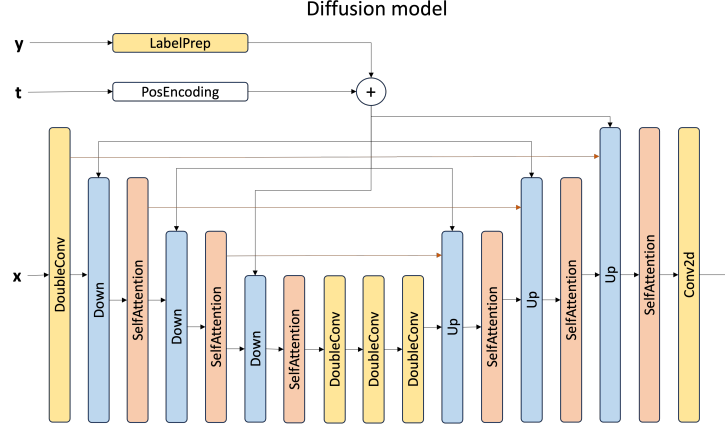 Diffusion model
y
LabelPrep
t
PosEncoding
+
x
DoubleConv
Down
SelfAttention
Down
SelfAttention
Down
SelfAttention
DoubleConv
DoubleConv
DoubleConv
Up
SelfAttention
Up
SelfAttention
Up
SelfAttention
Conv2d